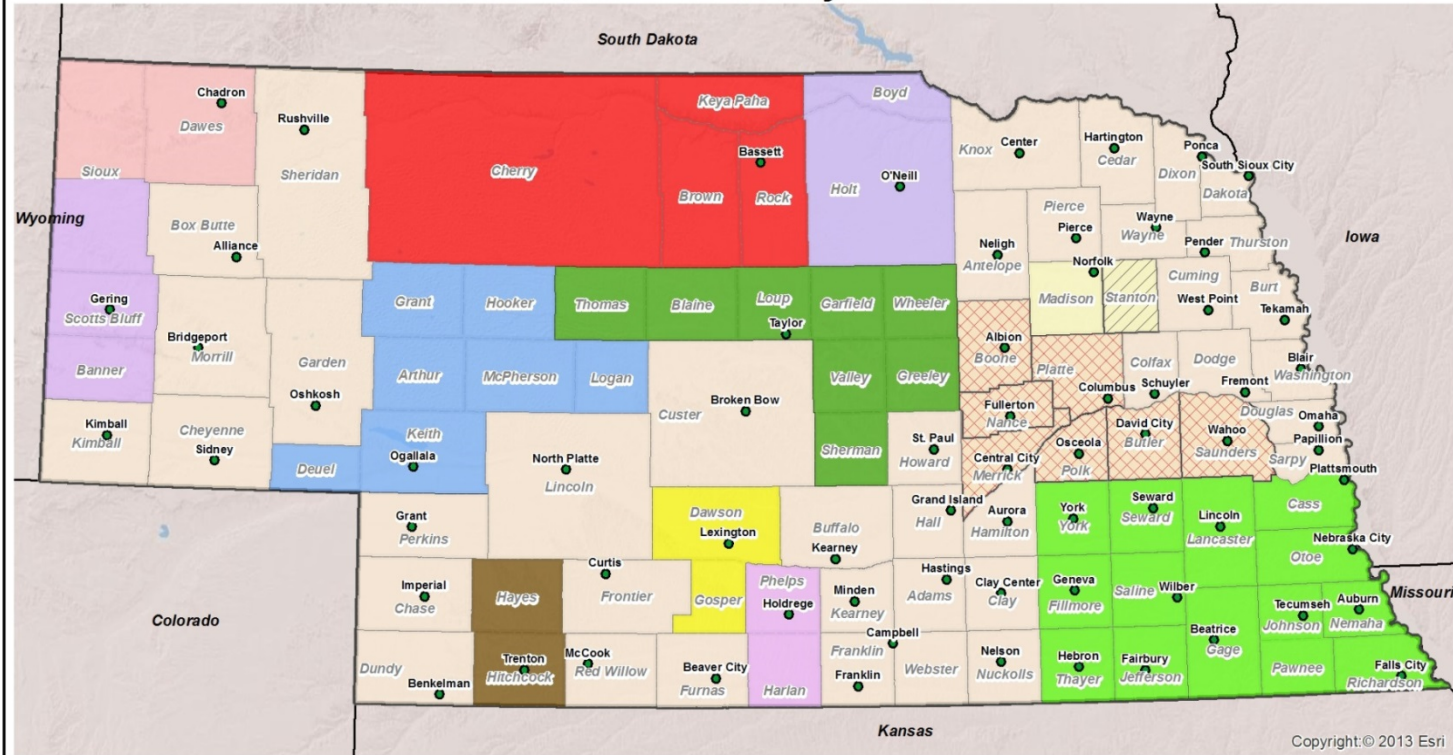 South Dakota
Chadron
Dawes
Rushville
Sheridan
Sioux
Cherry
Keya Paha
Bassett
Brown
Rock
Boyd
O'Neill
Holt
Knox
Center
Hartington
Cedar
Ponca
Dixon
South Sioux City
Dakota
Wyoming
Box Butte
Alliance
Pierce
Pierce
Wayne
Wayne
Pender
Thurston
Iowa
Neligh
Antelope
Norfolk
Madison
Stanton
Cuming
West Point
Burt
Tekamah
Gering
Scotts Bluff
Bridgeport
Morrill
Garden
Oshkosh
Banner
Grant
Hooker
Thomas
Blaine
Loup
Taylor
Garfield
Wheeler
Albion
Boone
Platte
Columbus
Colfax
Schuyler
Dodge
Fremont
Blair
Washington
Arthur
McPherson
Logan
Custer
Broken Bow
Valley
Greeley
Kimball
Kimball
Cheyenne
Sidney
Deuel
Keith
Ogallala
North Platte
Lincoln
Sherman
St. Paul
Howard
Fullerton
Nance
Central City
Merrick
Osceola
Polk
David City
Butler
Wahoo
Saunders
Douglas
Omaha
Papillion
Sarpy
Plattsmouth
Cass
Grant
Perkins
Dawson
Lexington
Buffalo
Kearney
Grand Island
Hall
Aurora
Hamilton
York
York
Seward
Seward
Lincoln
Lancaster
Otoe
Nebraska City
Colorado
Imperial
Chase
Hayes
Curtis
Frontier
Gosper
Phelps
Holdrege
Minden
Kearney
Hastings
Adams
Clay Center
Clay
Geneva
Fillmore
Saline
Wilber
Beatrice
Gage
Tecumseh
Johnson
Auburn
Nemaha
Missouri
Dundy
Benkelman
Trenton
Hitchcock
McCook
Red Willow
Beaver City
Furnas
Harlan
Campbell
Franklin
Franklin
Webster
Nelson
Nuckolls
Hebron
Thayer
Fairbury
Jefferson
Pawnee
Falls City
Richardson
Kansas
Copyright:© 2013 Esri